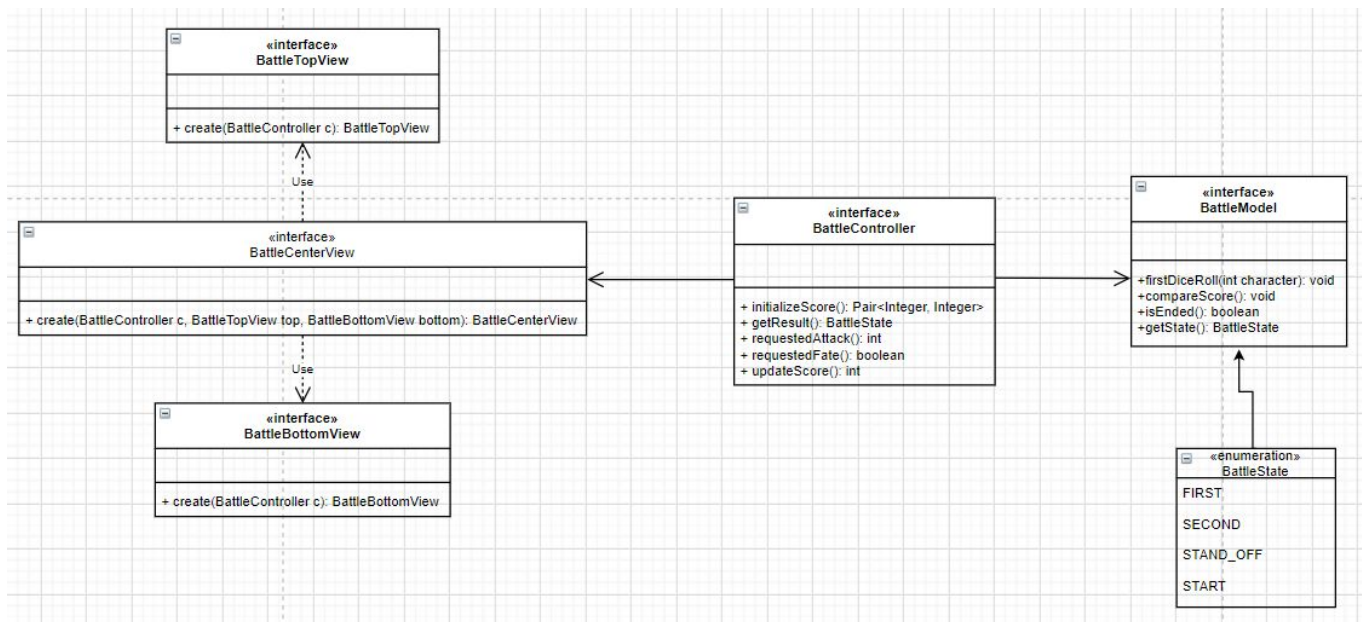 «interface»
BattleTopView
+ create(BattleController c): BattleTopView
Use
«interface»
BattleCenterView
+ create(BattleController c, BattleTopView top, BattleBottomView bottom): BattleCenterView
Use
«interface»
BattleBottomView
+ create(BattleController c): BattleBottomView
«interface»
BattleController
+ initializeScore(): Pair<Integer, Integer>
+ getResult(): BattleState
+ requestedAttack(): int
+ requestedFate(): boolean
+ updateScore(): int
«interface»
BattleModel
+firstDiceRoll(int character): void
+compareScore(): void
+isEnded(): boolean
+getState(): BattleState
«enumeration»
BattleState
FIRST
SECOND
STAND_OFF
START